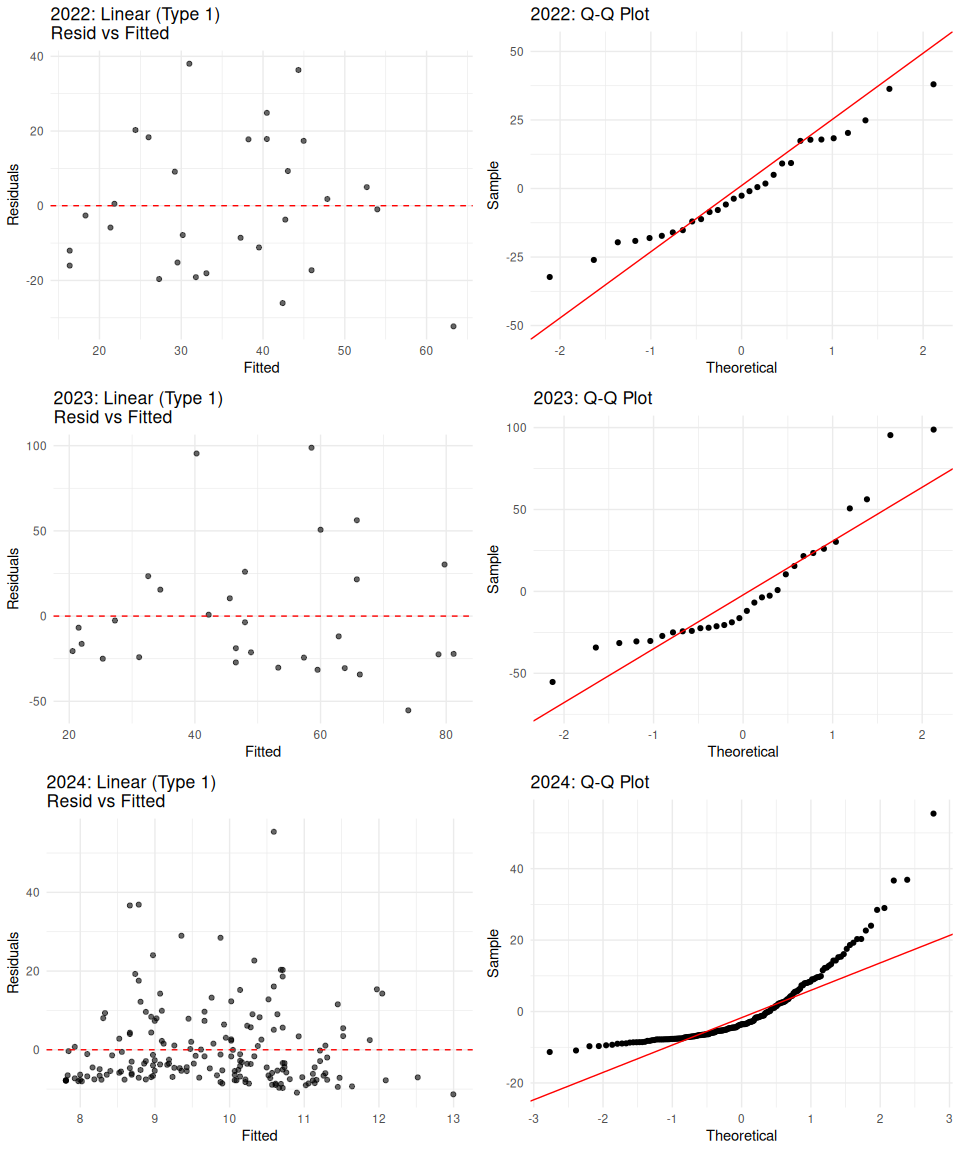 2022: Linear (Type 1)
Resid vs Fitted
40
20
0
-20
Residuals
20
30
40
50
60
Fitted
2022: Q-Q Plot
50
25
0
-25
-50
Sample
-2
-1
0
1
2
Theoretical
2023: Linear (Type 1)
Resid vs Fitted
100
50
0
-50
Residuals
20
40
60
80
Fitted
2023: Q-Q Plot
100
50
0
-50
Sample
-2
-1
0
1
2
Theoretical
2024: Linear (Type 1)
Resid vs Fitted
40
20
0
Residuals
8
9
10
11
12
13
Fitted
2024: Q-Q Plot
40
20
0
-20
Sample
-3
-2
-1
0
1
2
3
Theoretical